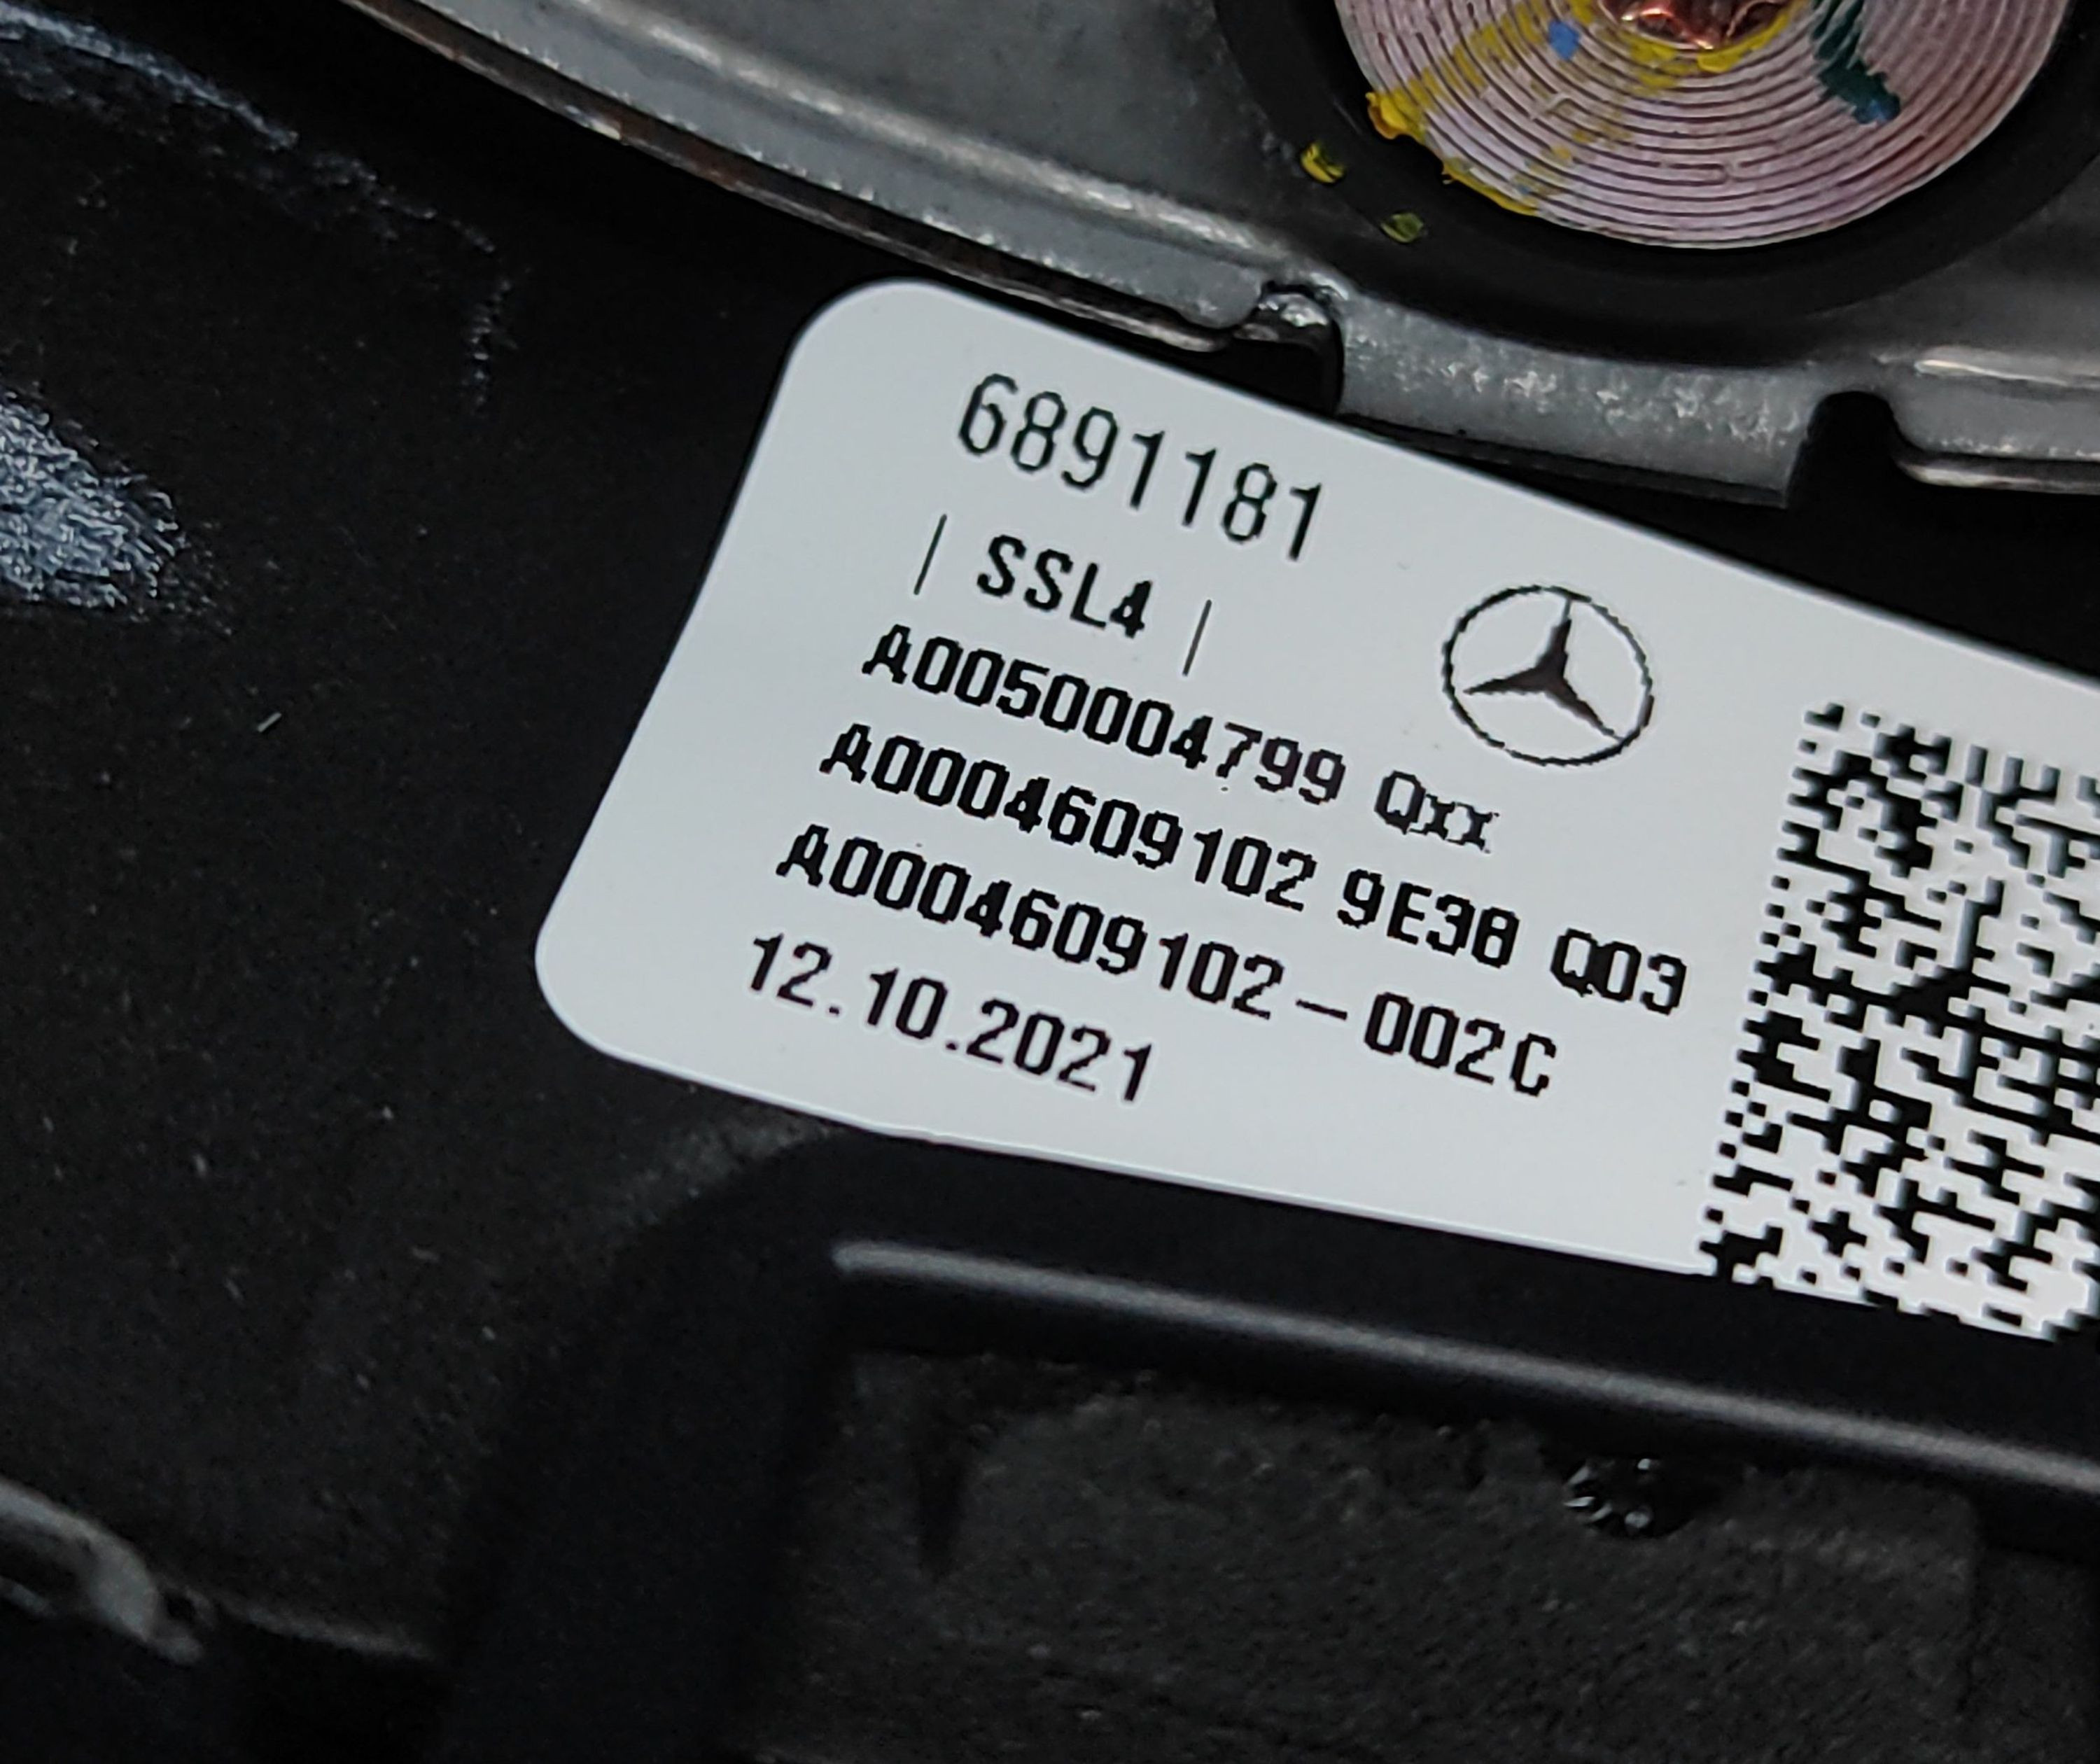 6891181
| SSL4 |
A0050004799 Qxx
A0004609102 9E38 Q03
A0004609102-002C
12.10.2021